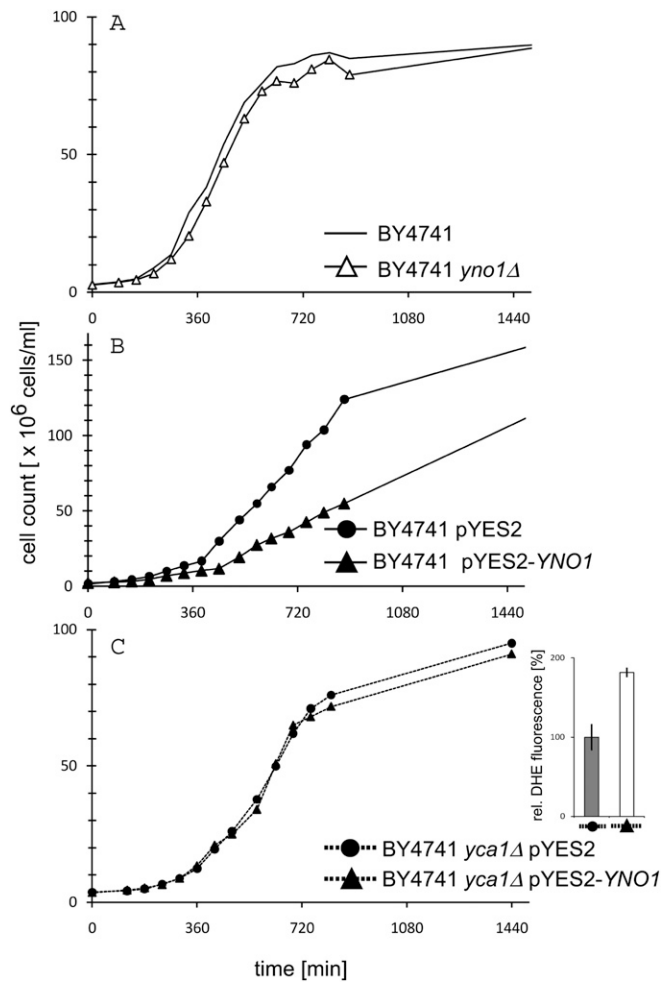 A
100
50
0
0 360 720 1080 1440
BY4741
BY4741 yno1Δ
cell count [ x 10⁶ cells/ml]
B
150
100
50
0
0 360 720 1080 1440
BY4741 pYES2
BY4741 pYES2-YNO1
C
100
50
0
0 360 720 1080 1440
BY4741 yca1Δ pYES2
BY4741 yca1Δ pYES2-YNO1
time [min]
rel. DHE fluorescence [%]
200
100
0